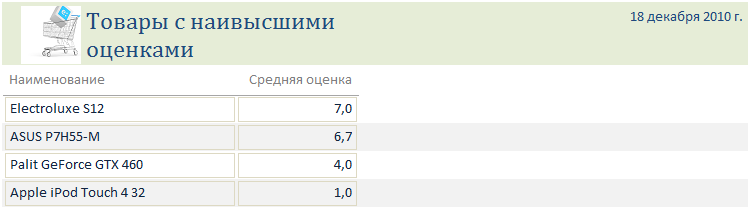 Товары с наивысшими
оценками
18 декабря 2010 г.
Наименование Средняя оценка
Electroluxe S12 7,0
ASUS P7H55-M 6,7
Palit GeForce GTX 460 4,0
Apple iPod Touch 4 32 1,0